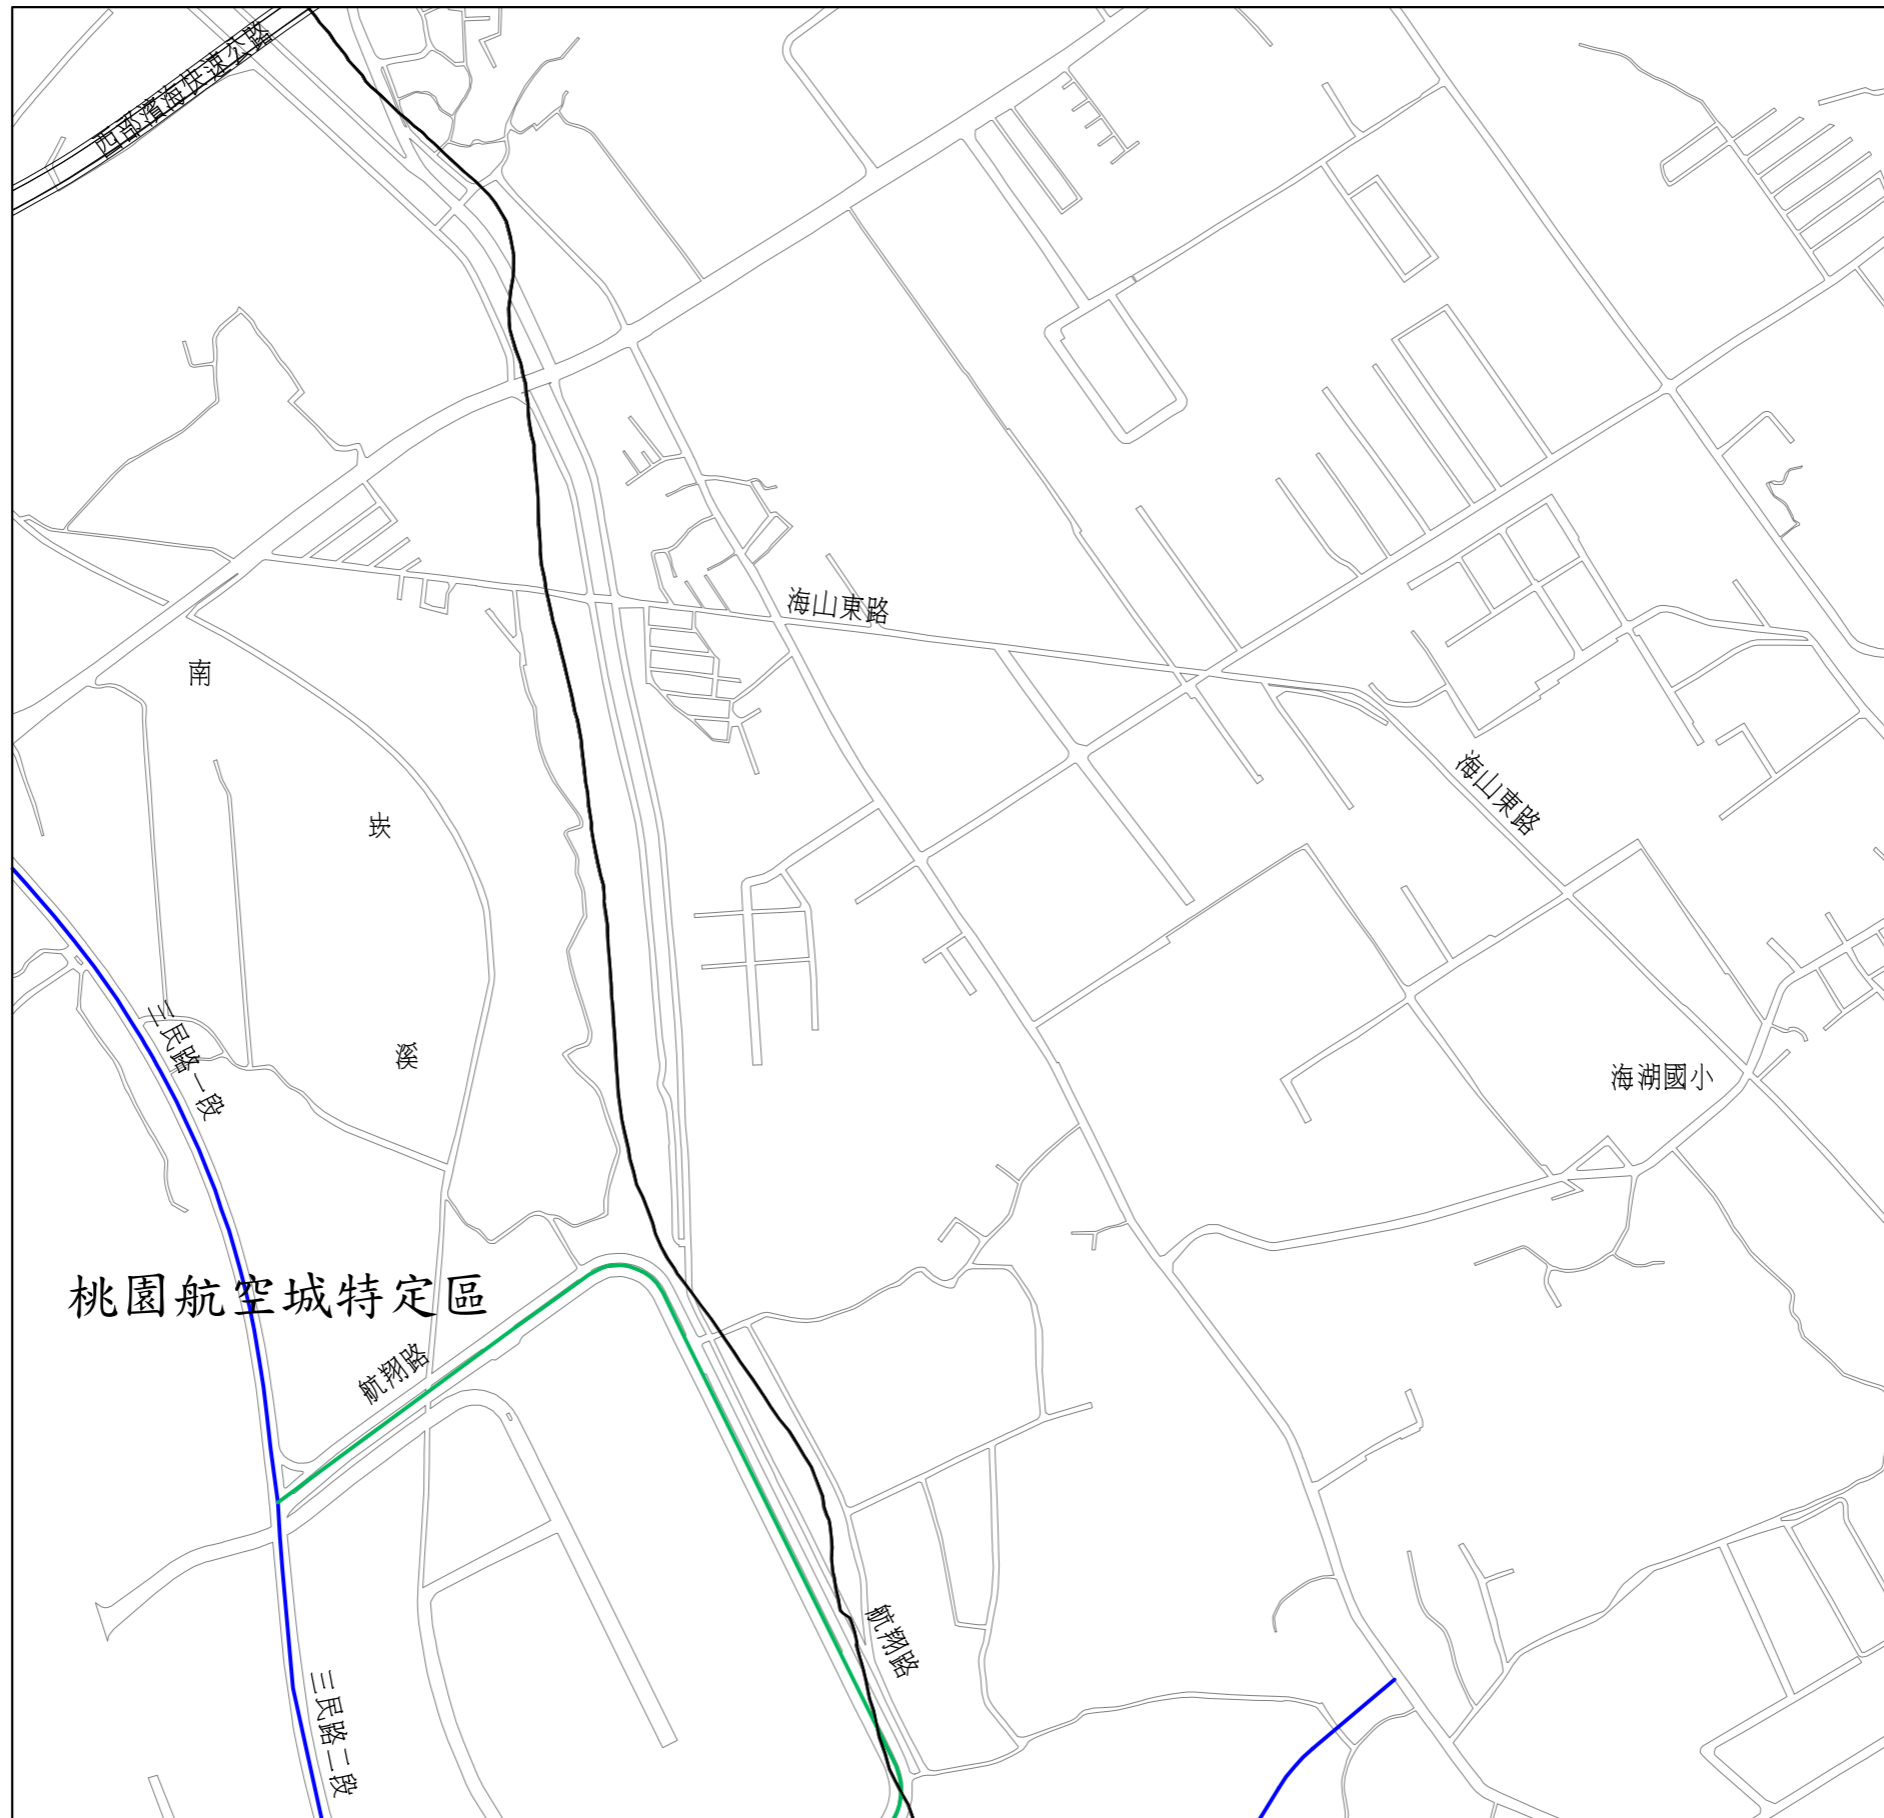 西部濱海快速公路
海山東路
南
崁
溪
海山東路
三民路一段
海湖國小
桃園航空城特定區
航翔路
航翔路
三民路二段